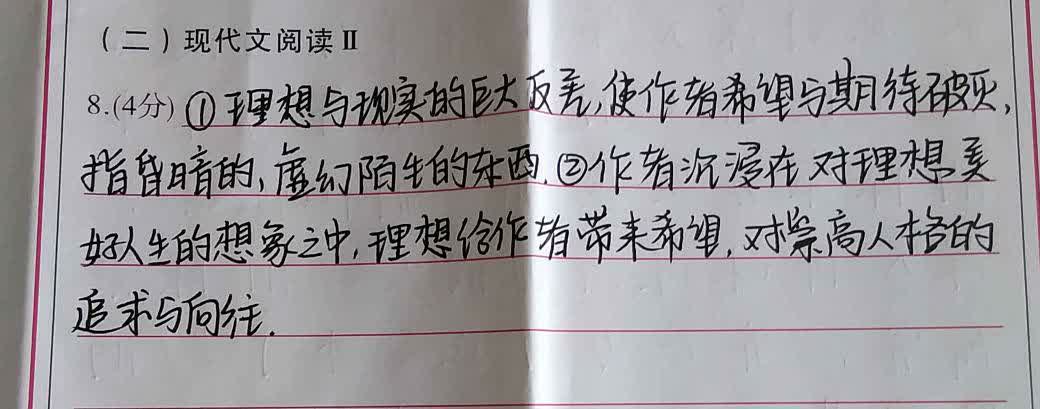 （二）现代文阅读Ⅱ
8.(4分)①理想与现实的巨大反差,使作者希望与期待破灭,
指昏暗的,虚幻陌生的东西.②作者沉浸在对理想美
好人生的想象之中,理想给作者带来希望,对崇高人格的
追求与向往.